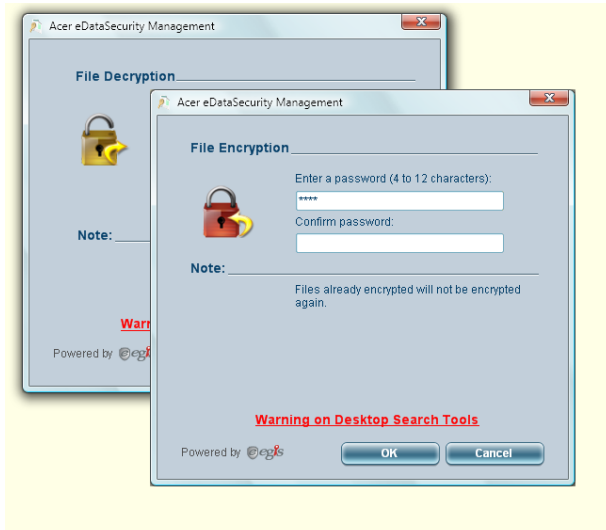 Acer eDataSecurity Management
File Decryption
Note:
Powered by egis
Acer eDataSecurity Management
File Encryption
Enter a password (4 to 12 characters):
****
Confirm password:
Note:
Files already encrypted will not be encrypted
again.
Warning on Desktop Search Tools
Powered by egis
OK
Cancel